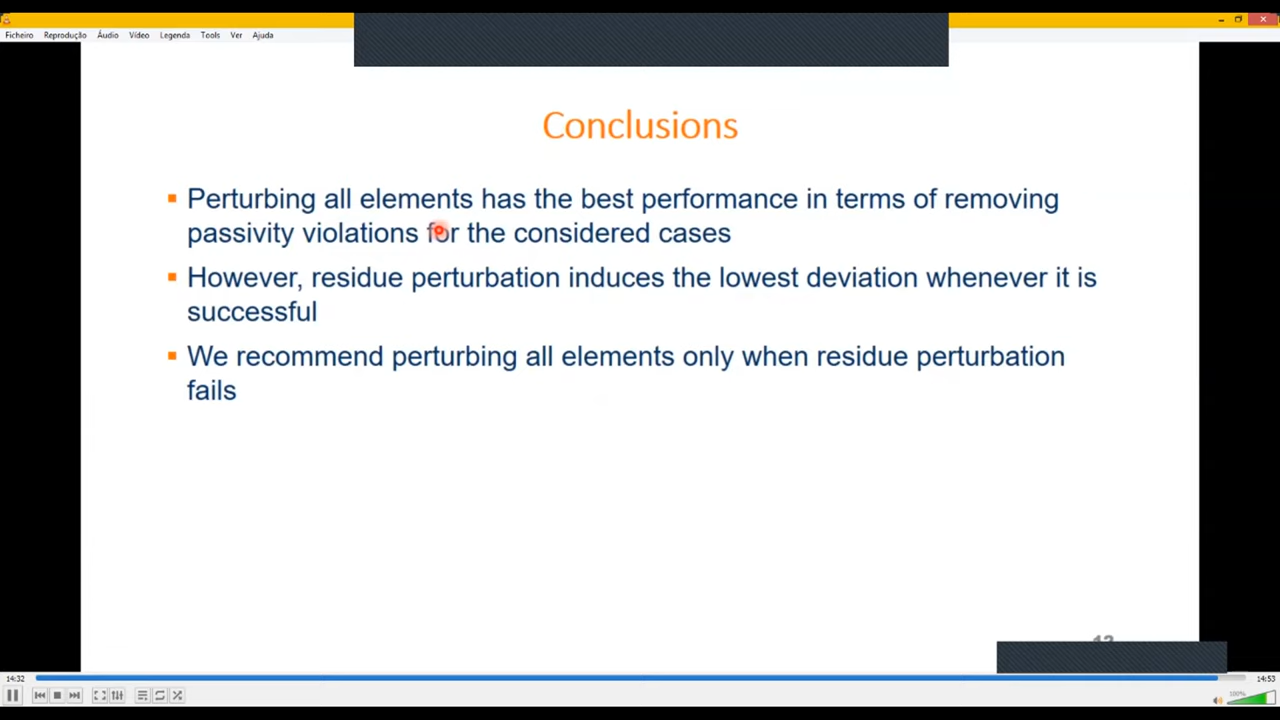 Ficheiro Reprodução Áudio Vídeo Legenda Tools Ver Ajuda
Conclusions
Perturbing all elements has the best performance in terms of removing
passivity violations for the considered cases
However, residue perturbation induces the lowest deviation whenever it is
successful
We recommend perturbing all elements only when residue perturbation
fails
14:32
14:53
100%